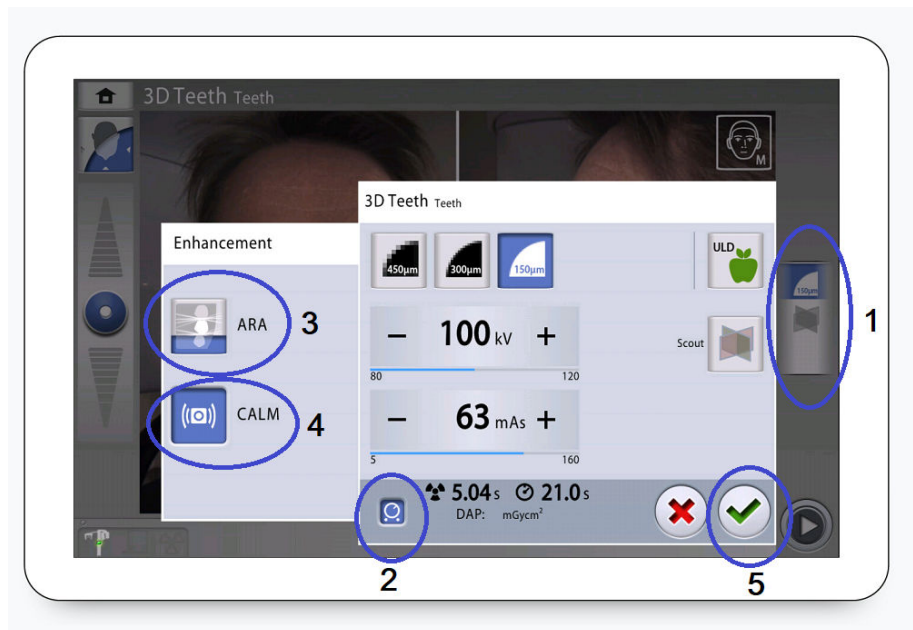 3D Teeth Teeth
M
3D Teeth Teeth
Enhancement
450µm 300µm 150µm ULD
150µm
1
ARA 3
− 100 kV +
Scout
80 120
CALM 4
− 63 mAs +
5 160
5.04 s 21.0 s
DAP: mGycm²
2
5